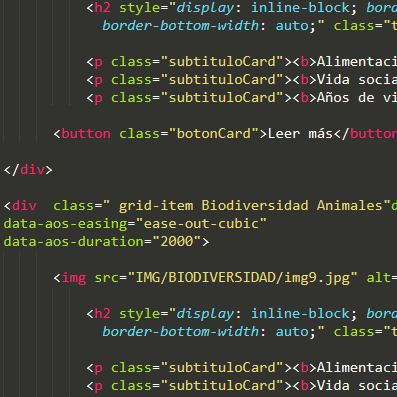 <h2 style="display: inline-block; bord
border-bottom-width: auto;" class="t
<p class="subtituloCard"><b>Alimentaci
<p class="subtituloCard"><b>Vida socia
<p class="subtituloCard"><b>Años de vi
<button class="botonCard">Leer más</button
</div>
<div  class=" grid-item Biodiversidad Animales"d
data-aos-easing="ease-out-cubic"
data-aos-duration="2000">
<img src="IMG/BIODIVERSIDAD/img9.jpg" alt=
<h2 style="display: inline-block; bord
border-bottom-width: auto;" class="t
<p class="subtituloCard"><b>Alimentaci
<p class="subtituloCard"><b>Vida socia